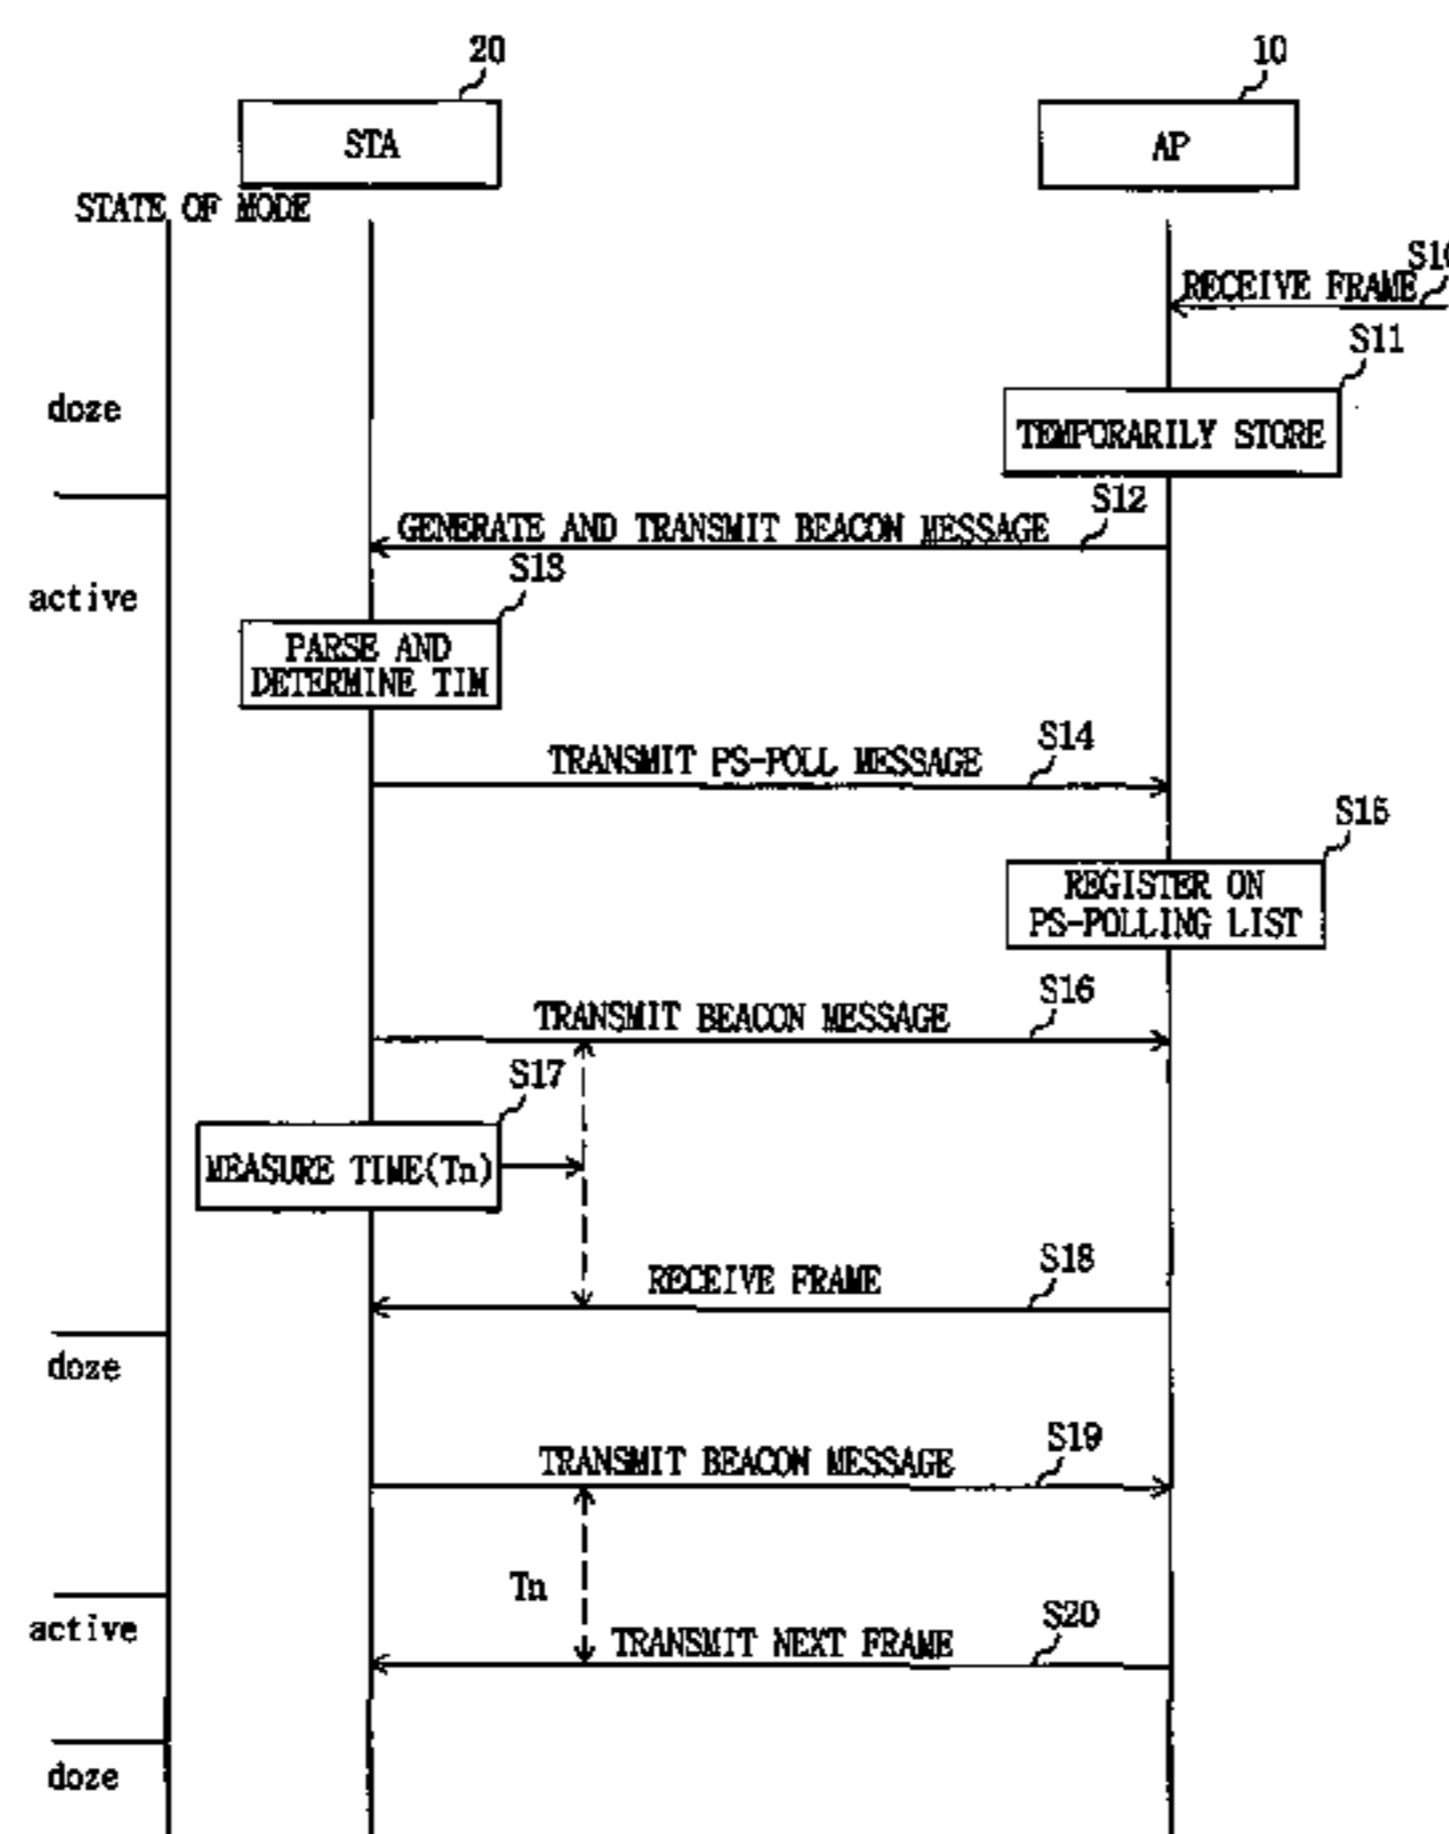 20
10
STA
AP
STATE OF MODE
RECEIVE FRAME
S11
doze
TEMPORARILY STORE
S12
GENERATE AND TRANSMIT BEACON MESSAGE
S13
active
PARSE AND
DETERMINE TIM
S14
TRANSMIT PS-POLL MESSAGE
S15
REGISTER ON
PS-POLLING LIST
S16
TRANSMIT BEACON MESSAGE
S17
MEASURE TIME(Tn)
S18
RECEIVE FRAME
doze
S19
TRANSMIT BEACON MESSAGE
Tn
S20
active
TRANSMIT NEXT FRAME
doze